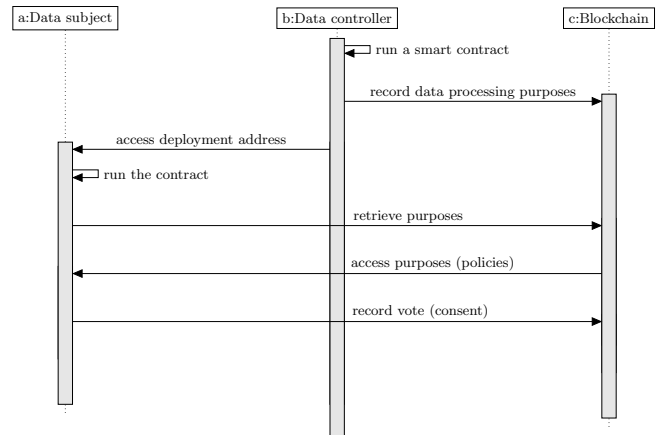 a:Data subject
b:Data controller
c:Blockchain
run a smart contract
record data processing purposes
access deployment address
run the contract
retrieve purposes
access purposes (policies)
record vote (consent)